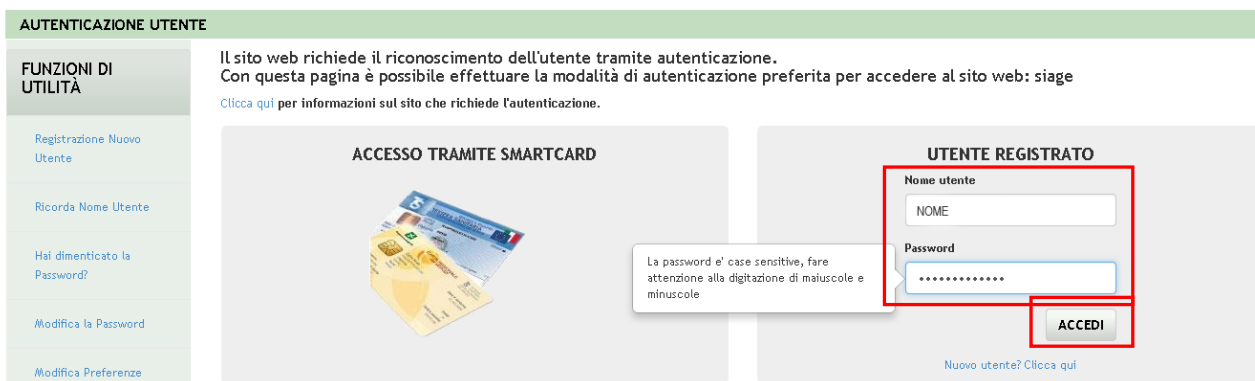 AUTENTICAZIONE UTENTE
FUNZIONI DI
UTILITÀ
Registrazione Nuovo
Utente
Ricorda Nome Utente
Hai dimenticato la
Password?
Modifica la Password
Modifica Preferenze
Il sito web richiede il riconoscimento dell'utente tramite autenticazione.
Con questa pagina è possibile effettuare la modalità di autenticazione preferita per accedere al sito web: siage
Clicca qui per informazioni sul sito che richiede l'autenticazione.
ACCESSO TRAMITE SMARTCARD
UTENTE REGISTRATO
Nome utente
NOME
Password
•••••••••••••
La password e' case sensitive, fare
attenzione alla digitazione di maiuscole e
minuscole
ACCEDI
Nuovo utente? Clicca qui